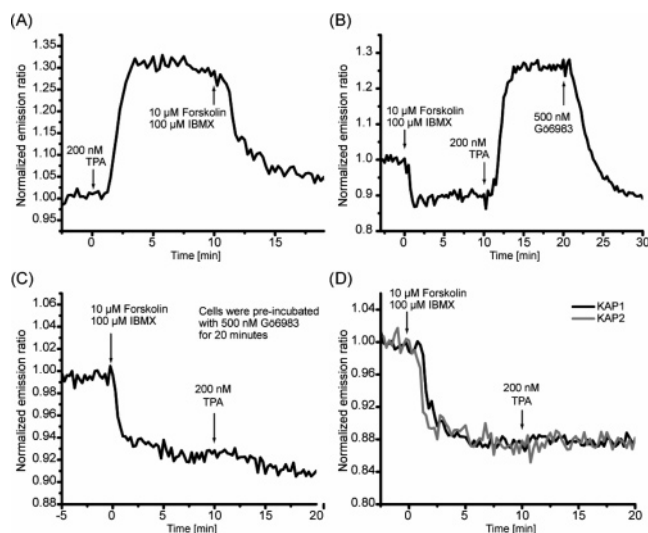 (A)
Normalized emission ratio
1.35
1.30
1.25
1.20
1.15
1.10
1.05
1.00
0.95
200 nM
TPA
10 µM Forskolin
100 µM IBMX
0
5
10
15
Time [min]
(B)
Normalized emission ratio
1.3
1.2
1.1
1.0
0.9
0.8
10 µM Forskolin
100 µM IBMX
200 nM
TPA
500 nM
Gö6983
0
5
10
15
20
25
30
Time [min]
(C)
Normalized emission ratio
1.06
1.04
1.02
1.00
0.98
0.96
0.94
0.92
0.90
0.88
10 µM Forskolin
100 µM IBMX
Cells were pre-incubated
with 500 nM Gö6983
for 20 minutes
200 nM
TPA
-5
0
5
10
15
20
Time [min]
(D)
Normalized emission ratio
1.04
1.00
0.96
0.92
0.88
0.84
0.80
10 µM Forskolin
100 µM IBMX
KAP1
KAP2
200 nM
TPA
0
5
10
15
20
Time [min]